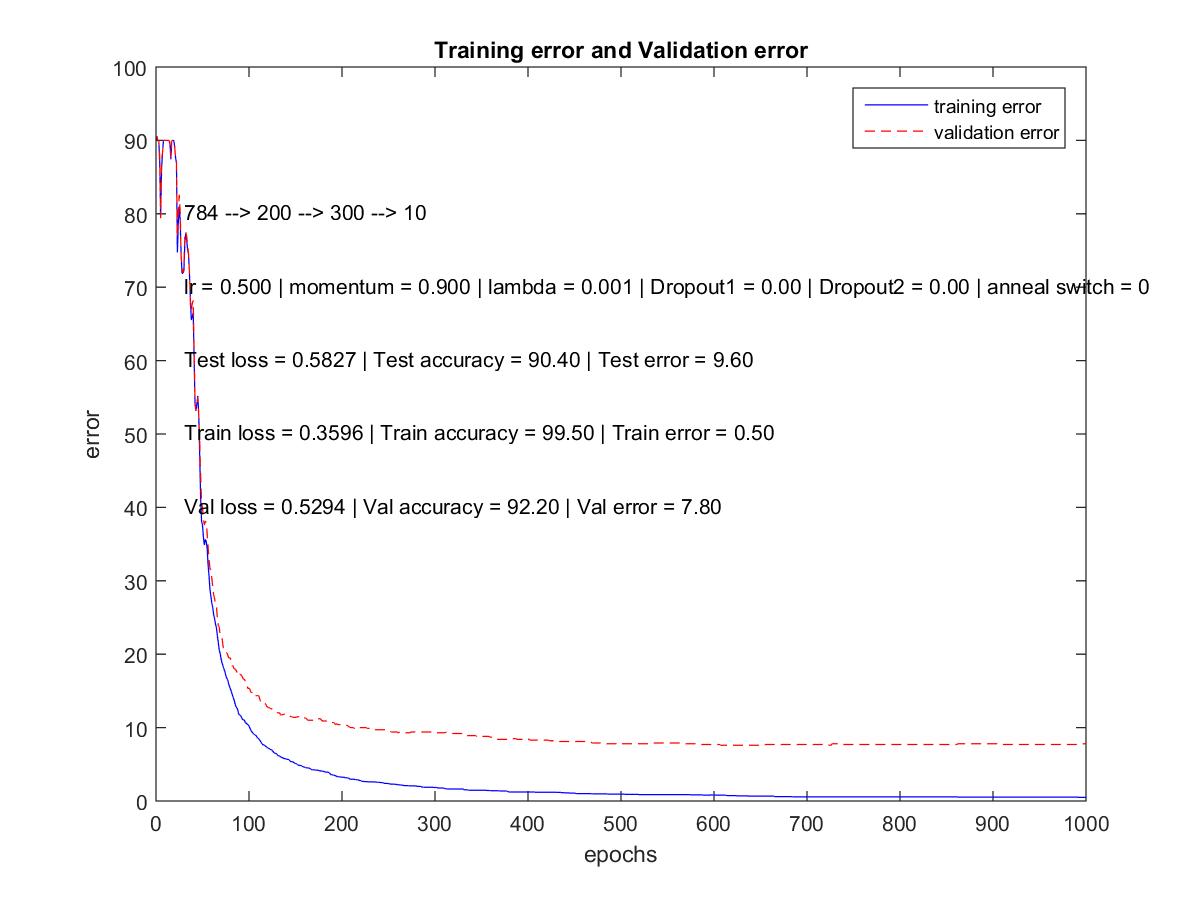 Training error and Validation error
100
90
80
70
60
50
40
30
20
10
0
error
training error
validation error
784 --> 200 --> 300 --> 10
lr = 0.500 | momentum = 0.900 | lambda = 0.001 | Dropout1 = 0.00 | Dropout2 = 0.00 | anneal switch = 0
Test loss = 0.5827 | Test accuracy = 90.40 | Test error = 9.60
Train loss = 0.3596 | Train accuracy = 99.50 | Train error = 0.50
Val loss = 0.5294 | Val accuracy = 92.20 | Val error = 7.80
0 100 200 300 400 500 600 700 800 900 1000
epochs